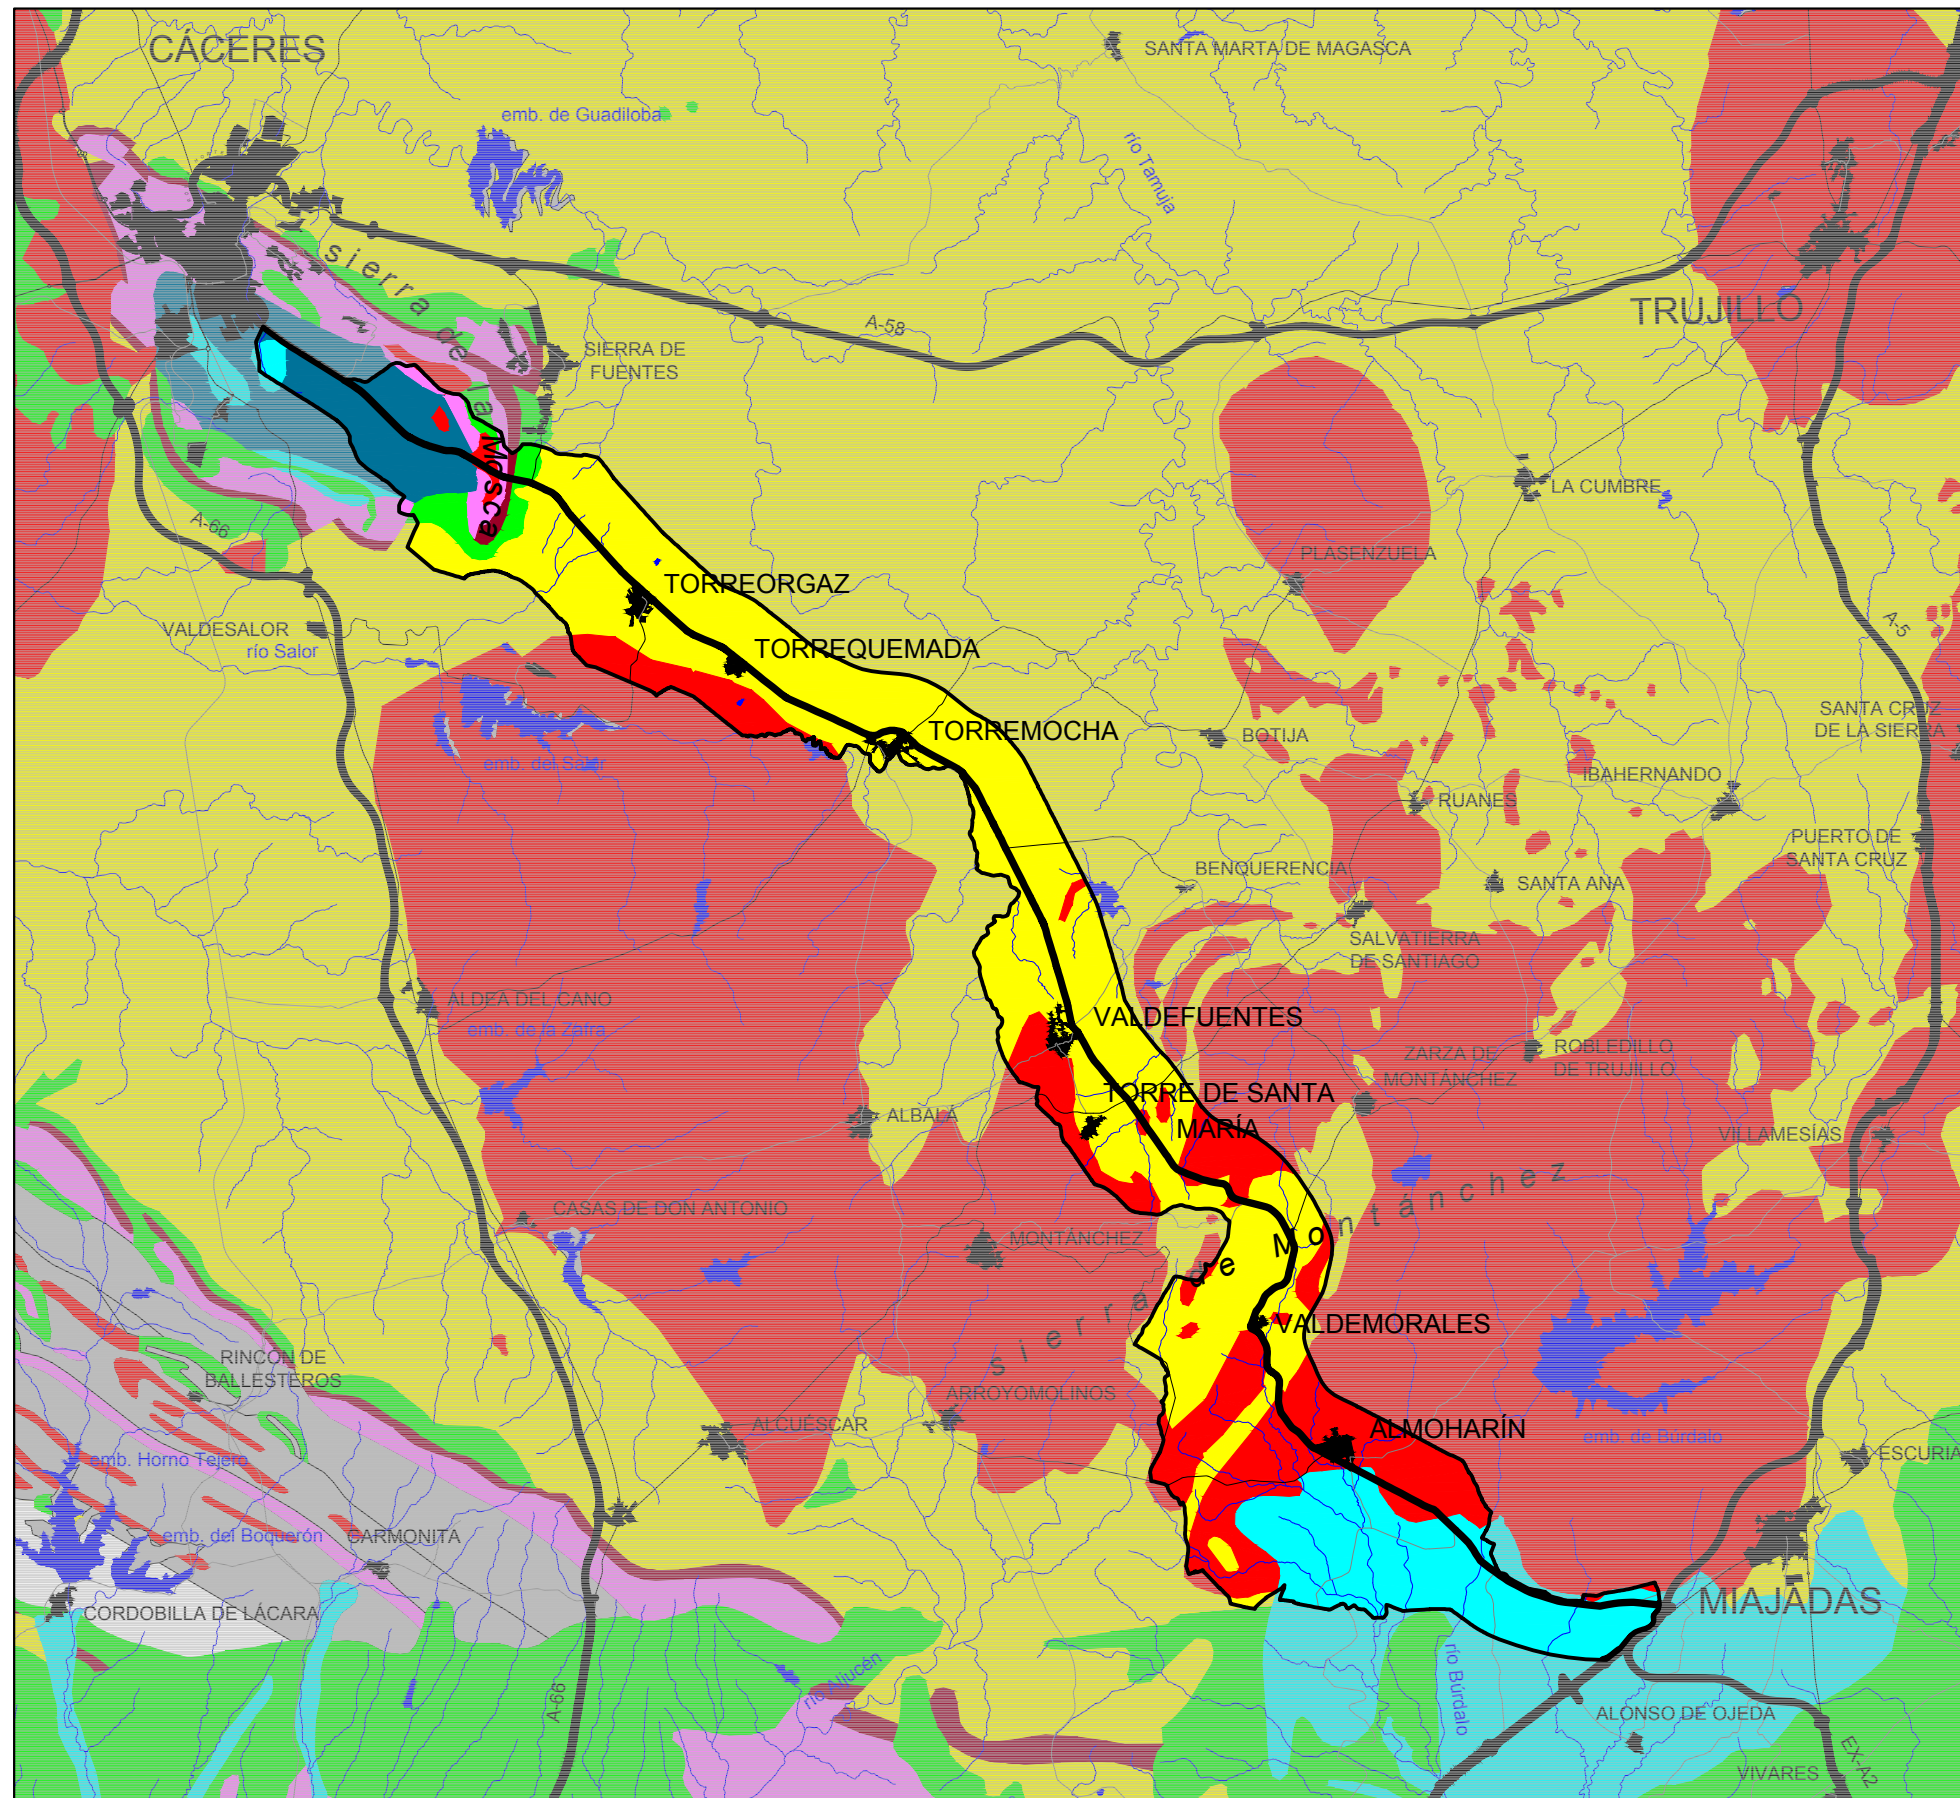 CÁCERES
SANTA MARTA DE MAGASCA
emb. de Guadiloba
río Tamuja
sierra de la Mosca
TRUJILLO
A-58
SIERRA DE
FUENTES
LA CUMBRE
A-66
PLASENZUELA
TORREORGAZ
VALDESALOR
río Salor
A-5
TORREQUEMADA
SANTA CRUZ
DE LA SIERRA
TORREMOCHA
BOTIJA
emb. del Salor
IBAHERNANDO
RUANES
PUERTO DE
SANTA CRUZ
BENQUERENCIA
SANTA ANA
SALVATIERRA
DE SANTIAGO
ALDEA DEL CANO
VALDEFUENTES
emb. de la Zafra
ZARZA DE
MONTÁNCHEZ
ROBLEDILLO
DE TRUJILLO
TORRE DE SANTA
MARÍA
ALBALÁ
VILLAMESÍAS
CASAS DE DON ANTONIO
MONTÁNCHEZ
sierra de Montánchez
VALDEMORALES
RINCÓN DE
BALLESTEROS
ARROYOMOLINOS
ALCUÉSCAR
ALMOHARÍN
emb. de Búrdalo
ESCURIA
emb. Horno Tejero
emb. del Boquerón
CARMONITA
CORDOBILLA DE LÁCARA
MIAJADAS
río Aljucén
río Búrdalo
A-66
ALONSO DE OJEDA
EX-A2
VIVARES